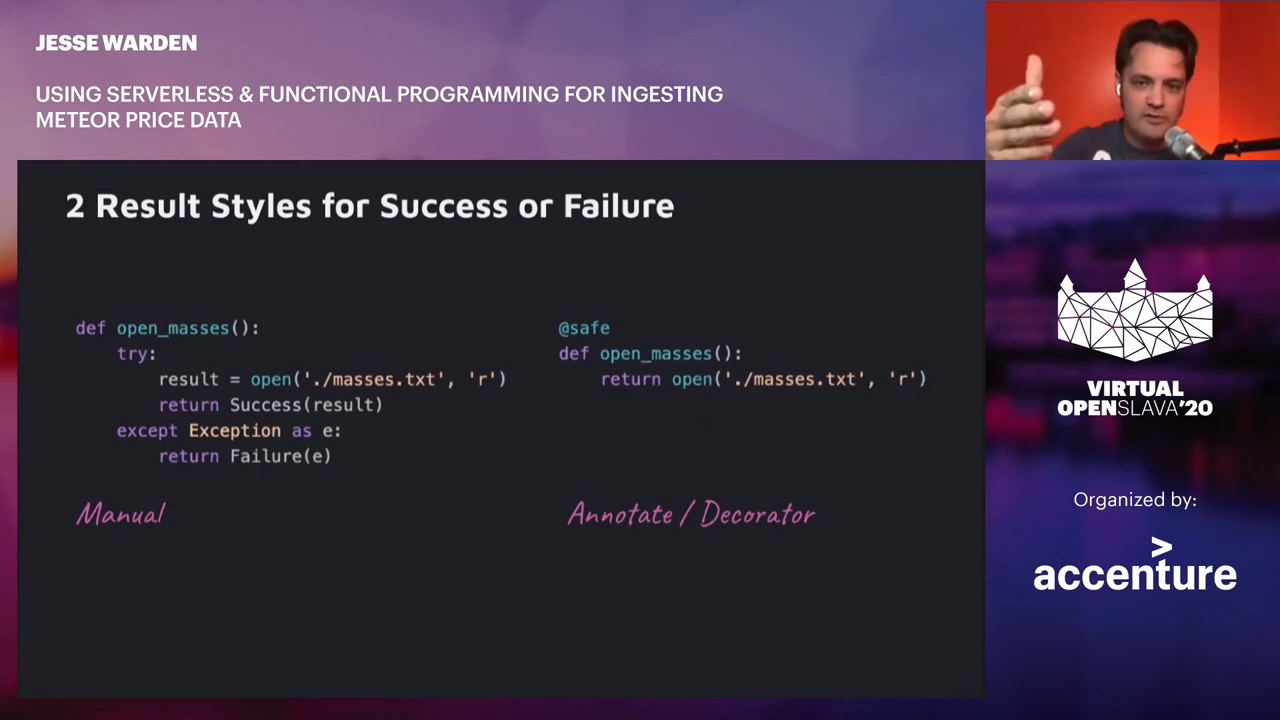 JESSE WARDEN
USING SERVERLESS & FUNCTIONAL PROGRAMMING FOR INGESTING
METEOR PRICE DATA
2 Result Styles for Success or Failure
def open_masses():
    try:
        result = open('./masses.txt', 'r')
        return Success(result)
    except Exception as e:
        return Failure(e)
Manual
@safe
def open_masses():
    return open('./masses.txt', 'r')
Annotate / Decorator
VIRTUAL
OPENSLAVA'20
Organized by:
accenture